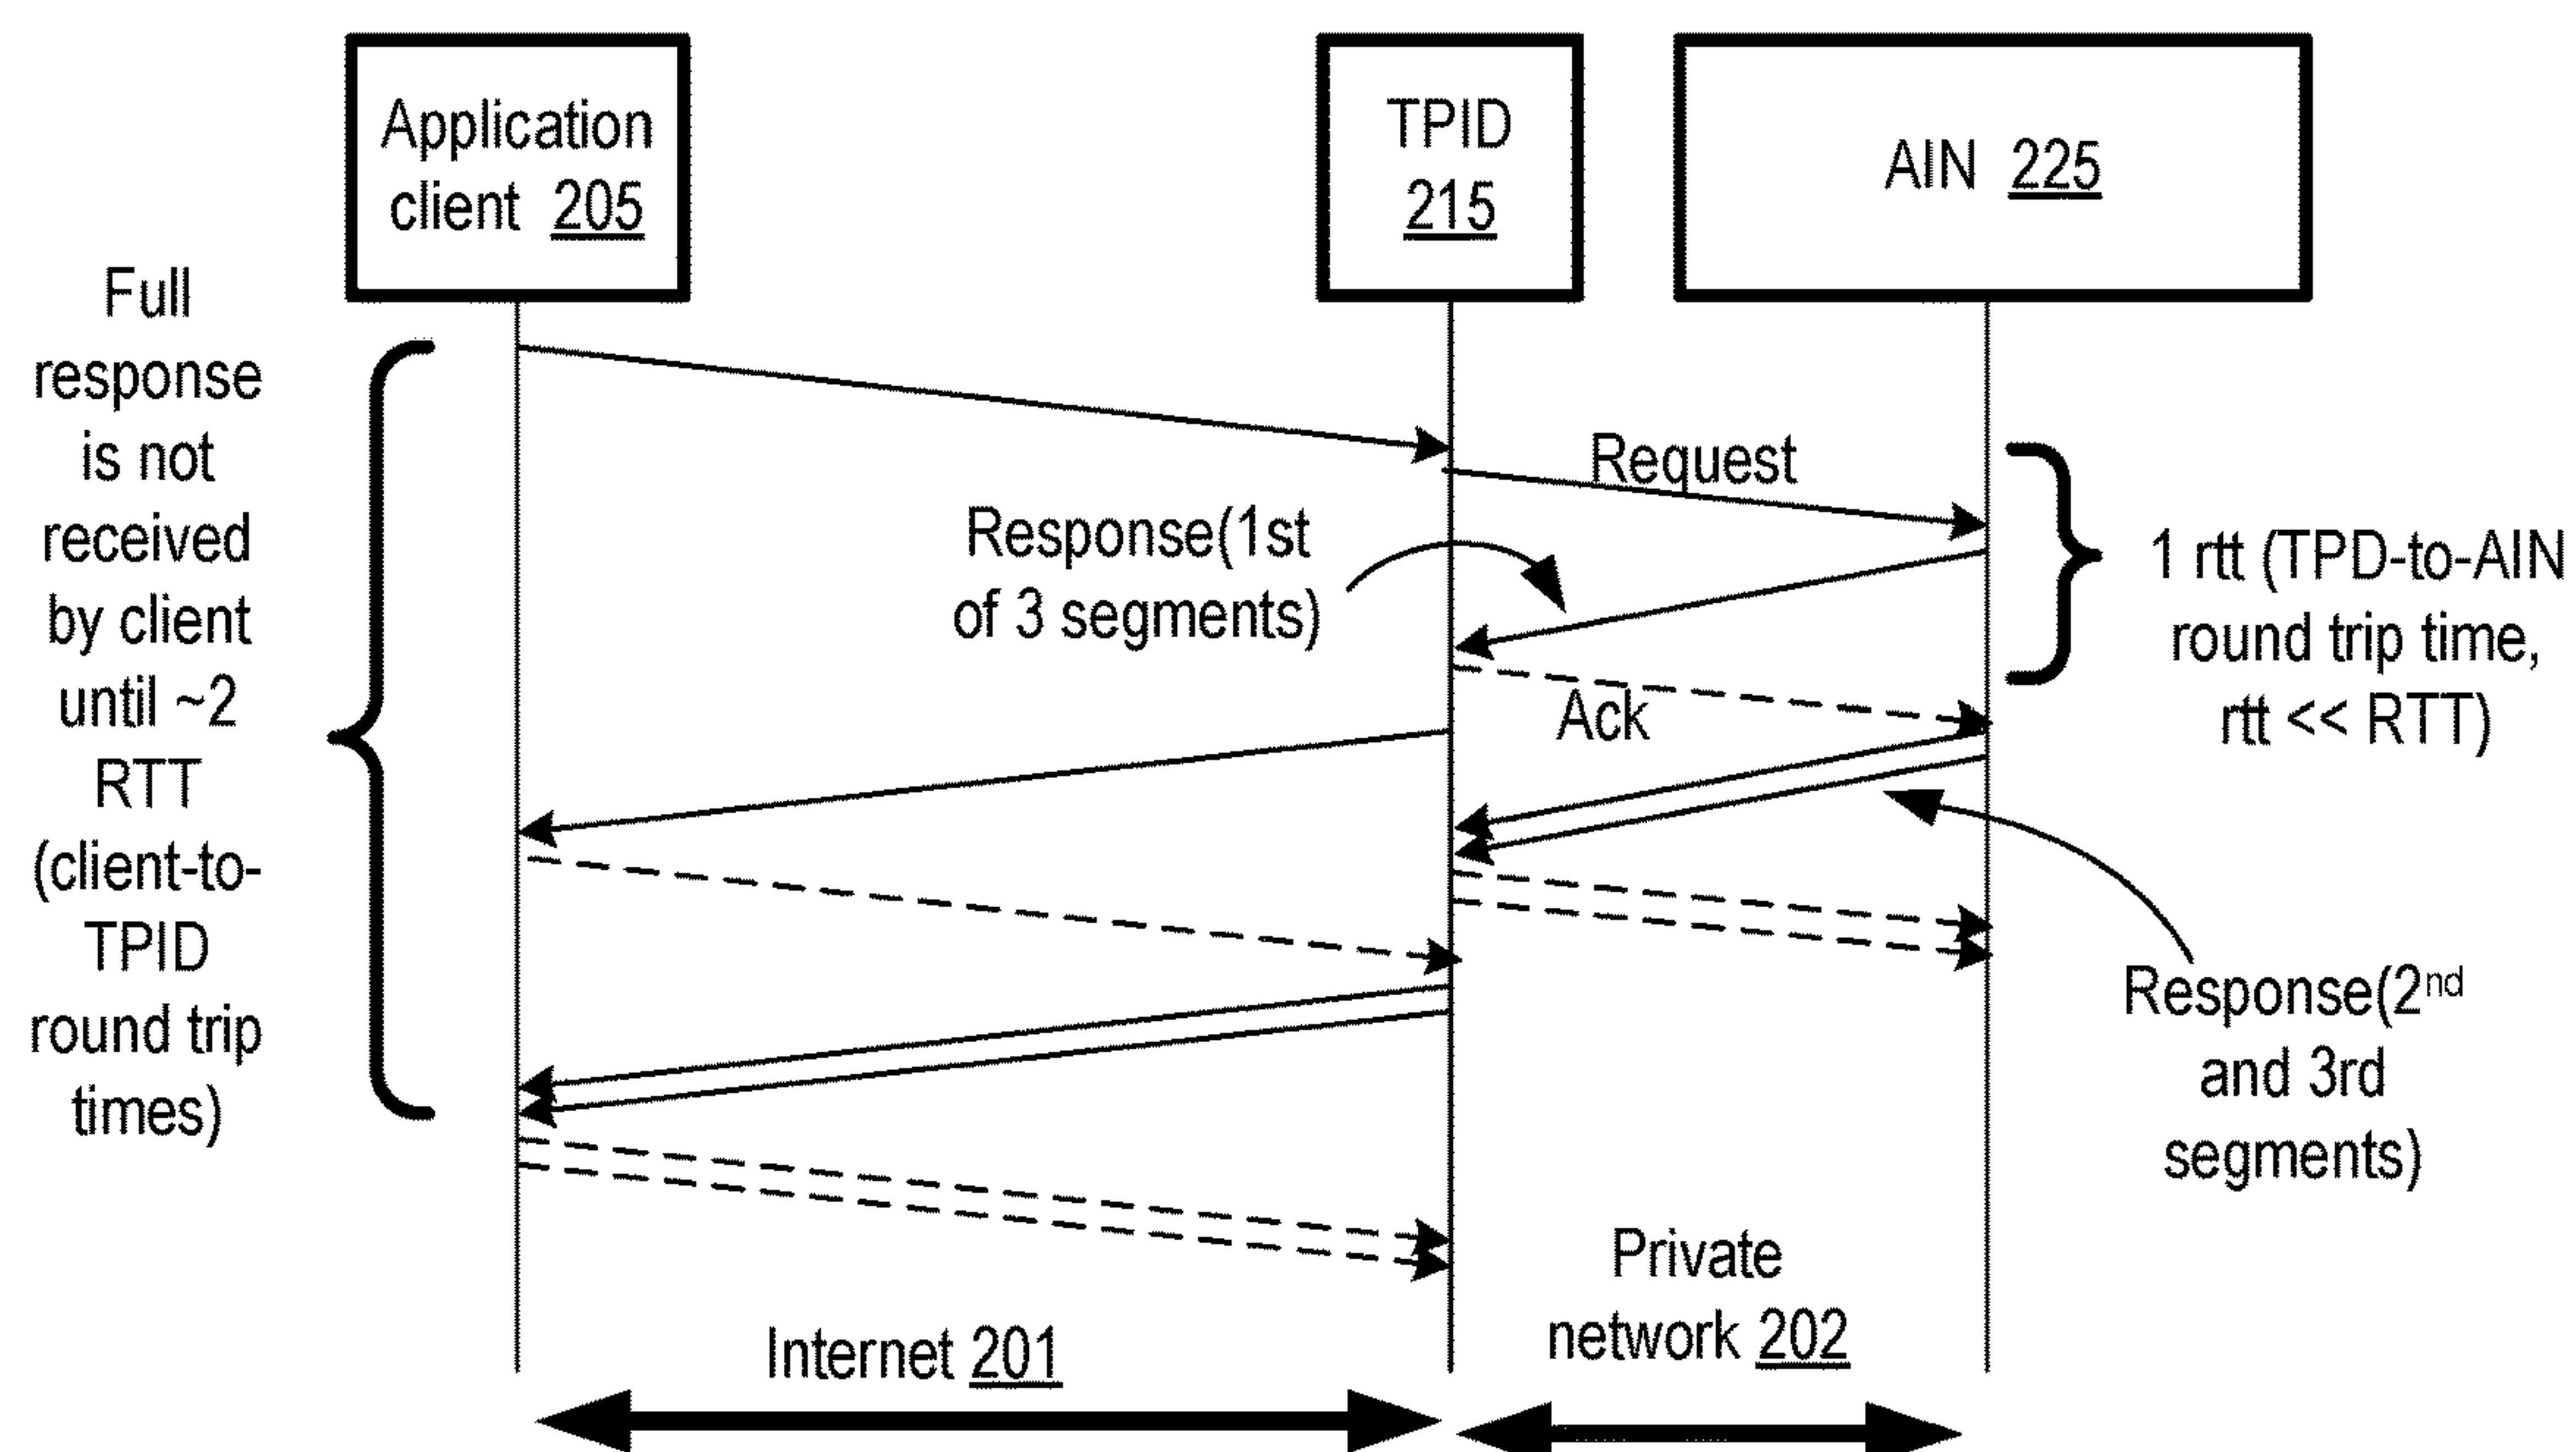 Application
client 205
TPID
215
AIN 225
Full
response
is not
received
by client
until ~2
RTT
(client-to-
TPID
round trip
times)
Request
Response(1st
of 3 segments)
1 rtt (TPD-to-AIN
round trip time,
rtt << RTT)
Ack
Response(2nd
and 3rd
segments)
Private
network 202
Internet 201